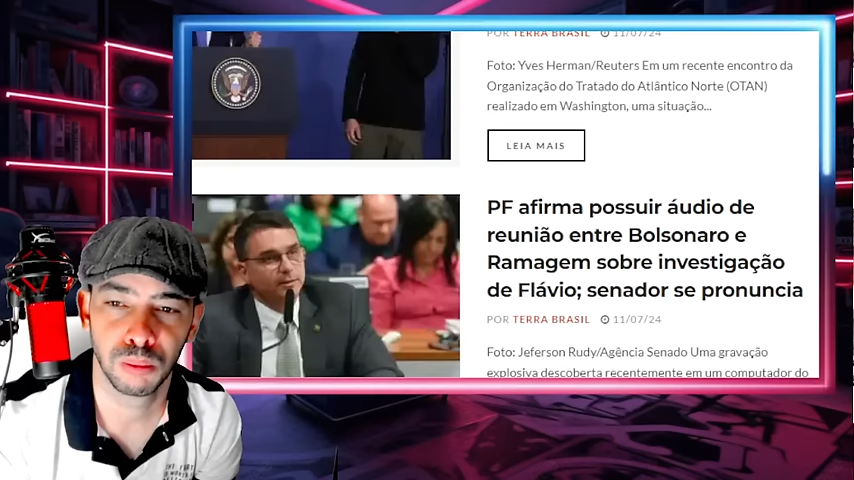 POR TERRA BRASIL 11/07/24
Foto: Yves Herman/Reuters Em um recente encontro da
Organização do Tratado do Atlântico Norte (OTAN)
realizado em Washington, uma situação...
LEIA MAIS
PF afirma possuir áudio de
reunião entre Bolsonaro e
Ramagem sobre investigação
de Flávio; senador se pronuncia
POR TERRA BRASIL 11/07/24
Foto: Jeferson Rudy/Agência Senado Uma gravação
explosiva descoberta recentemente em um computador do